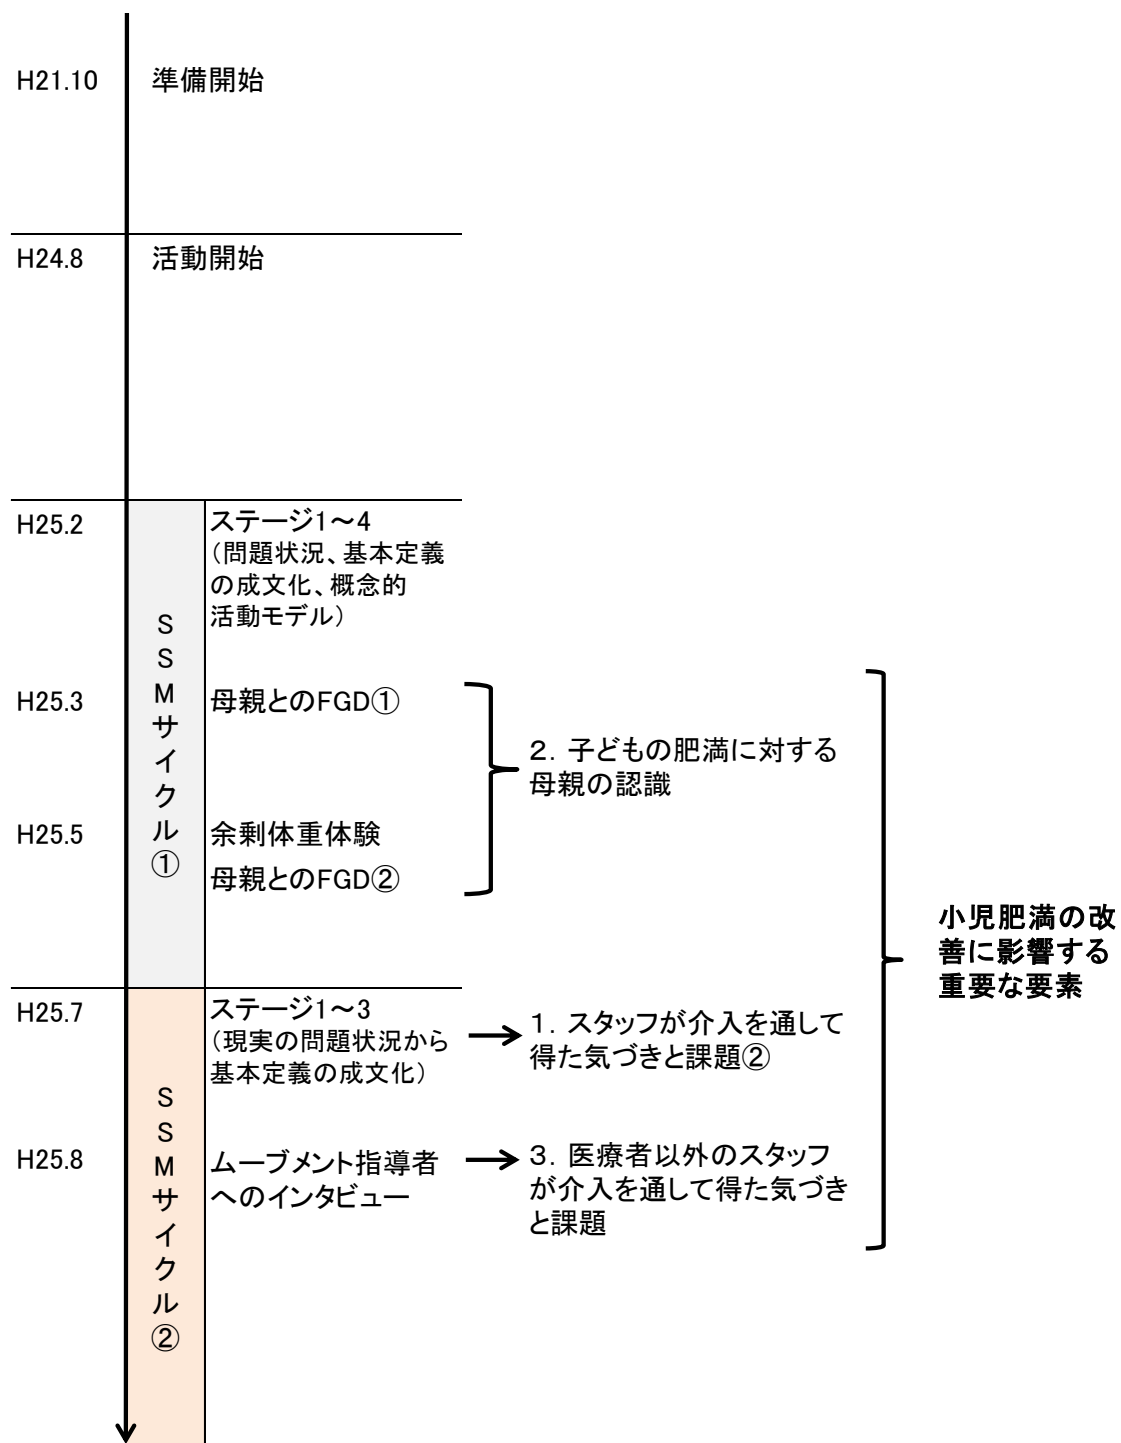 H21.10 準備開始
H24.8 活動開始
H25.2 ステージ1～4
（問題状況、基本定義
の成文化、概念的
活動モデル）
SSMサイクル①
H25.3 母親とのFGD①
2．子どもの肥満に対する
母親の認識
H25.5 余剰体重体験
母親とのFGD②
小児肥満の改
善に影響する
重要な要素
H25.7 ステージ1～3
（現実の問題状況から
基本定義の成文化）
1．スタッフが介入を通して
得た気づきと課題②
SSMサイクル②
H25.8 ムーブメント指導者
へのインタビュー
3．医療者以外のスタッフ
が介入を通して得た気づき
と課題